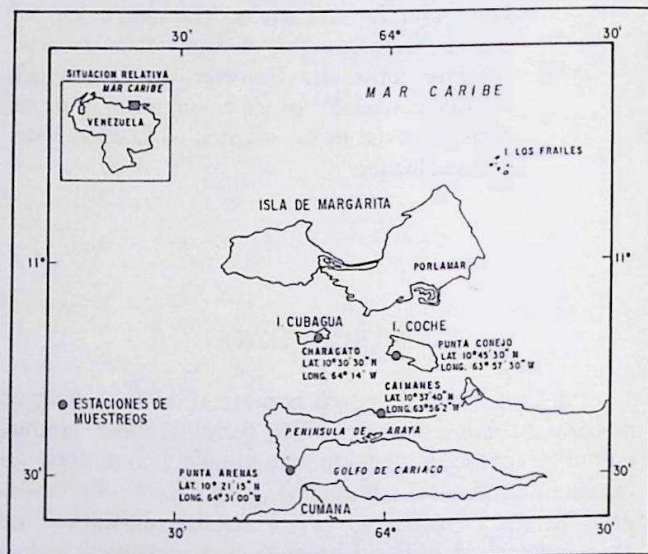 30'
64°
30'
SITUACION RELATIVA
MAR CARIBE
VENEZUELA
MAR CARIBE
I. LOS FRAILES
ISLA DE MARGARITA
11°
11°
PORLAMAR
I. CUBAGUA
I. COCHE
CHARAGATO
LAT. 10°30'30" N
LONG. 64°14' W
PUNTA CONEJO
LAT. 10°45'30" N
LONG. 63°57'30" W
CAIMANES
LAT. 10°37'40" N
LONG. 63°56'2" W
ESTACIONES DE
MUESTREOS
PENINSULA DE ARAYA
PUNTA ARENAS
LAT. 10°21'15" N
LONG. 64°31'00" W
GOLFO DE CARIACO
30'
30'
CUMANA
30'
64°
30'